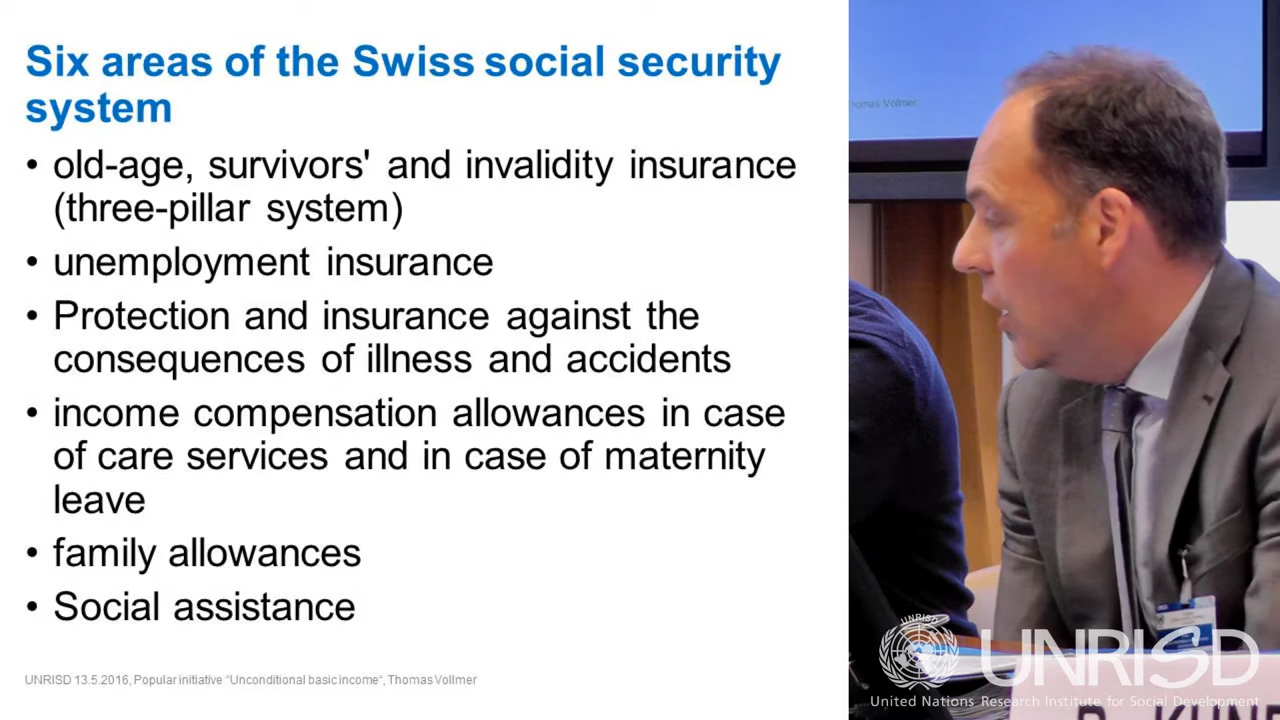 Six areas of the Swiss social security
system
• old-age, survivors' and invalidity insurance
(three-pillar system)
• unemployment insurance
• Protection and insurance against the
consequences of illness and accidents
• income compensation allowances in case
of care services and in case of maternity
leave
• family allowances
• Social assistance
UNRISD 13.5.2016, Popular initiative “Unconditional basic income“, Thomas Vollmer
Thomas Vollmer
UNRISD
UNRISD
United Nations Research Institute for Social Development